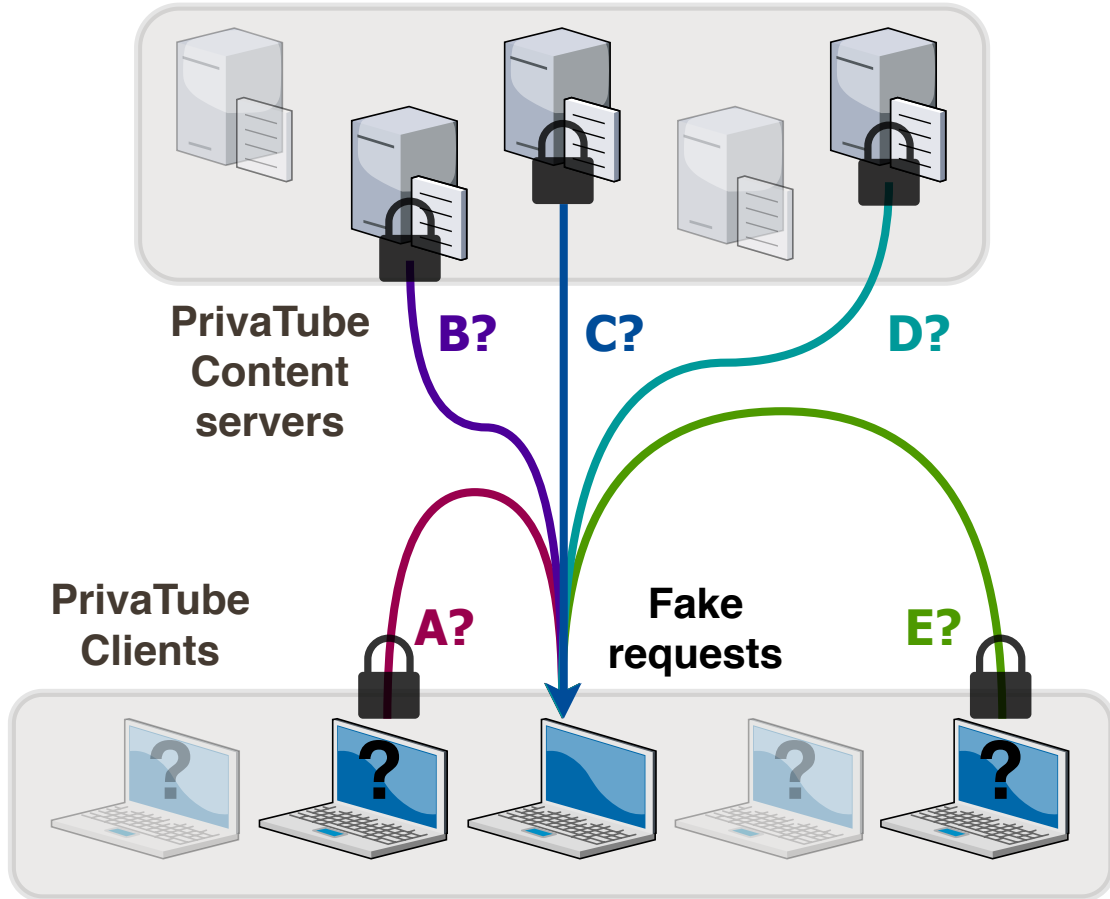 PrivaTube
Content
servers
B?
C?
D?
PrivaTube
Clients
A?
Fake
requests
E?
?
?
?
?